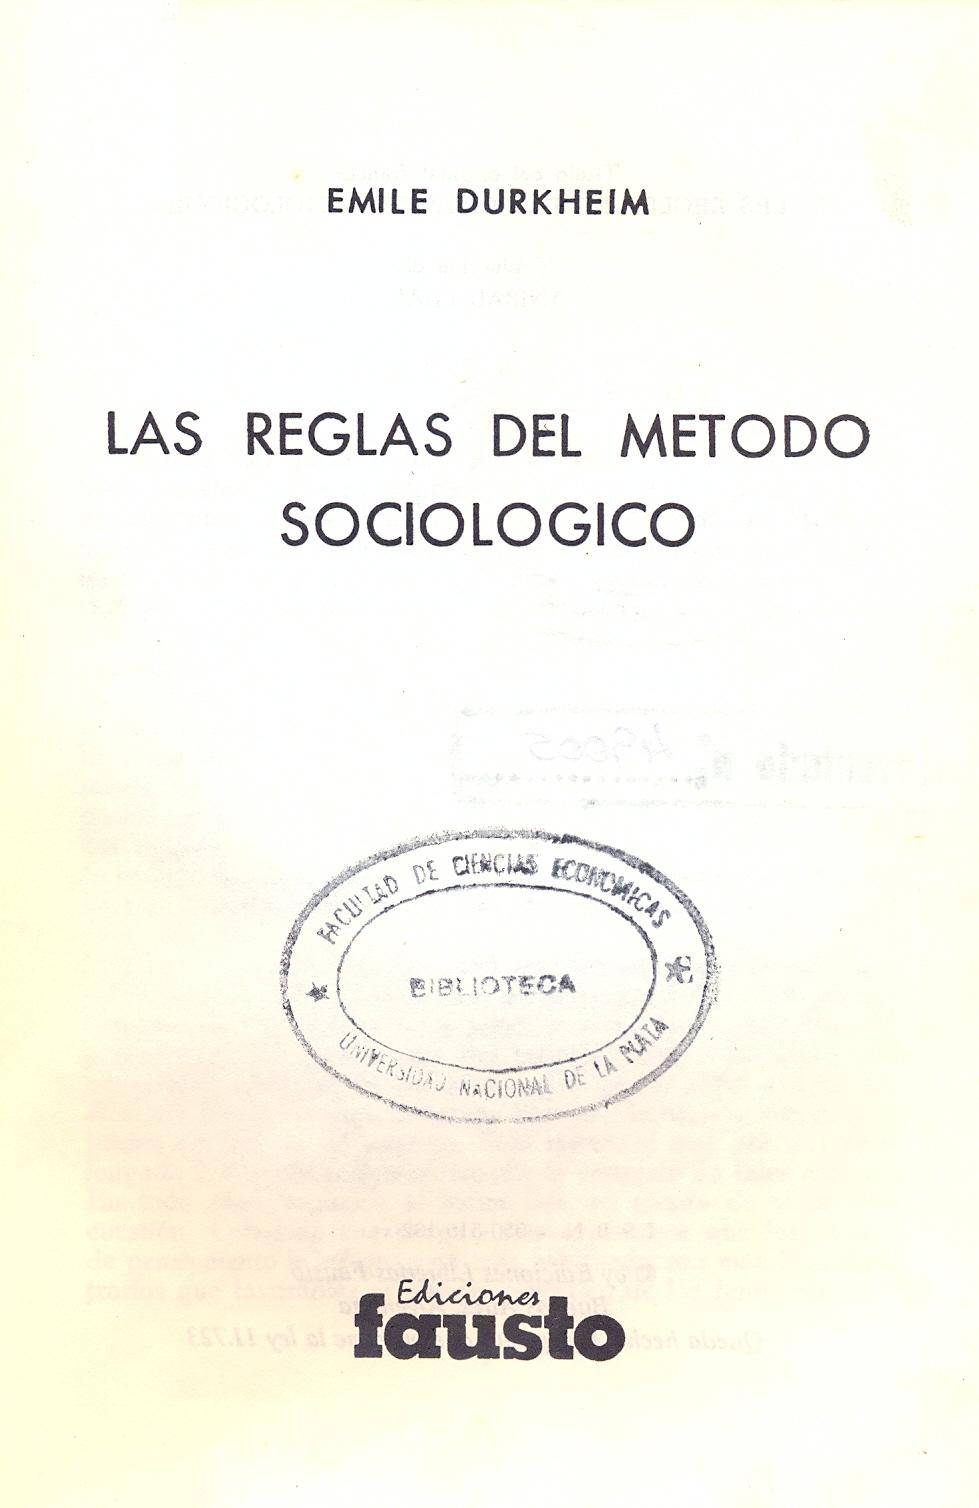 EMILE DURKHEIM
LAS REGLAS DEL METODO
SOCIOLOGICO
FACULTAD DE CIENCIAS ECONOMICAS
BIBLIOTECA
UNIVERSIDAD NACIONAL DE LA PLATA
Ediciones
fausto